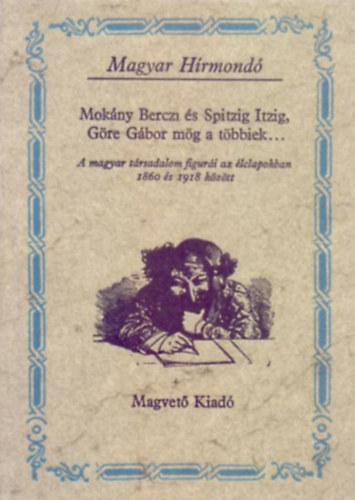 Magyar Hírmondó
Mokány Berczi és Spitzig Itzig,
Göre Gábor mög a többiek...
A magyar társadalom figurái az élclapokban
1860 és 1918 között
Magvető Kiadó